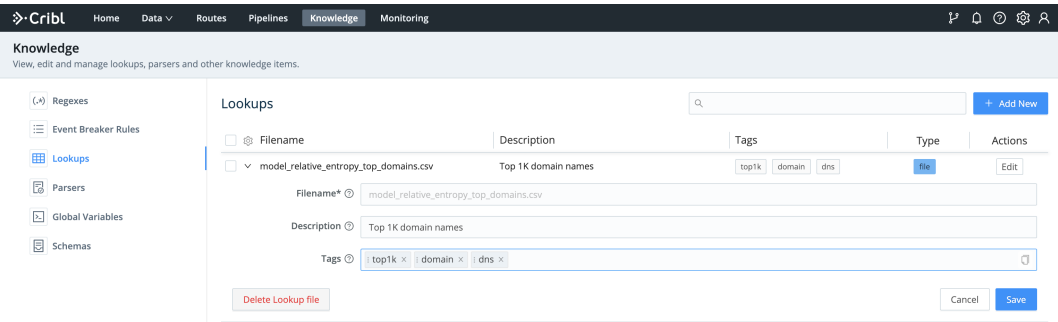 Cribl Home Data Routes Pipelines Knowledge Monitoring
Knowledge
View, edit and manage lookups, parsers and other knowledge items.
Regexes
Event Breaker Rules
Lookups
Parsers
Global Variables
Schemas
Lookups
+ Add New
Filename Description Tags Type Actions
model_relative_entropy_top_domains.csv Top 1K domain names top1k domain dns file Edit
Filename* model_relative_entropy_top_domains.csv
Description Top 1K domain names
Tags top1k × domain × dns ×
Delete Lookup file Cancel Save